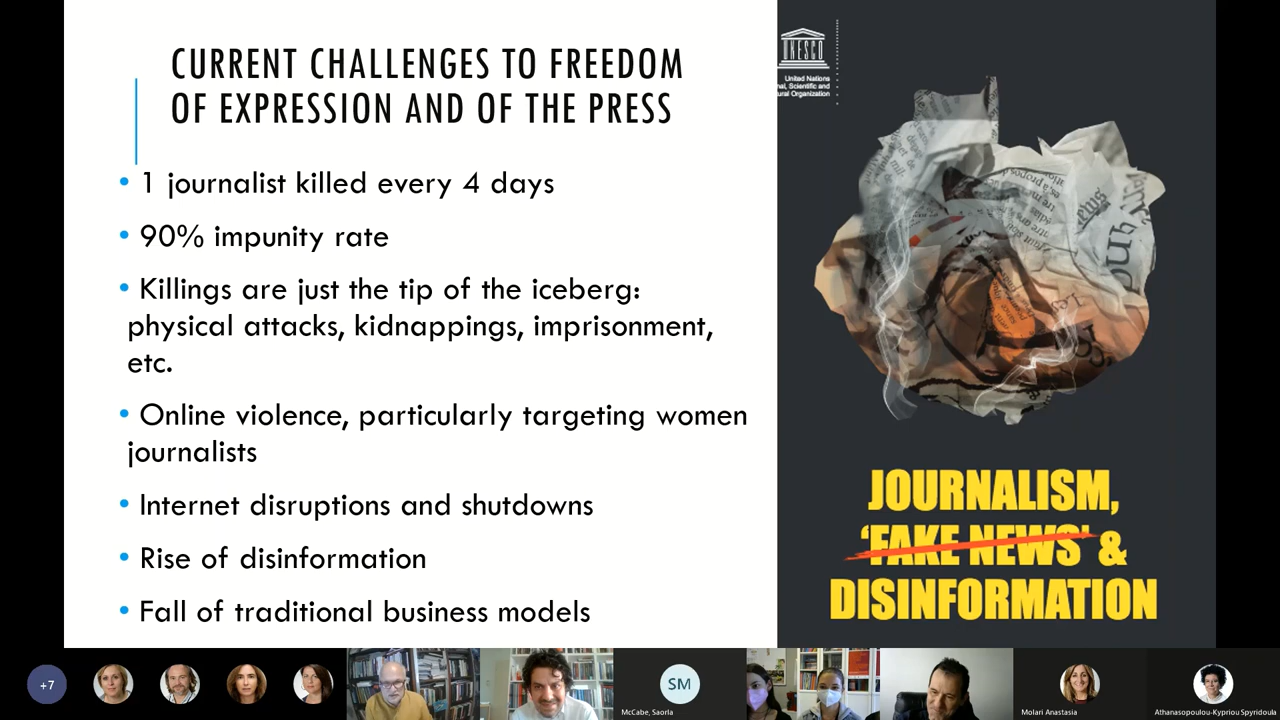 CURRENT CHALLENGES TO FREEDOM
OF EXPRESSION AND OF THE PRESS
• 1 journalist killed every 4 days
• 90% impunity rate
• Killings are just the tip of the iceberg:
physical attacks, kidnappings, imprisonment,
etc.
• Online violence, particularly targeting women
journalists
• Internet disruptions and shutdowns
• Rise of disinformation
• Fall of traditional business models
UNESCO
United Nations
nal, Scientific and
ural Organization
news
JOURNALISM,
‘FAKE NEWS’ &
DISINFORMATION
+7
McCabe, Saorla
SM
Molari Anastasia
Athanasopoulou-Kypriou Spyridoula